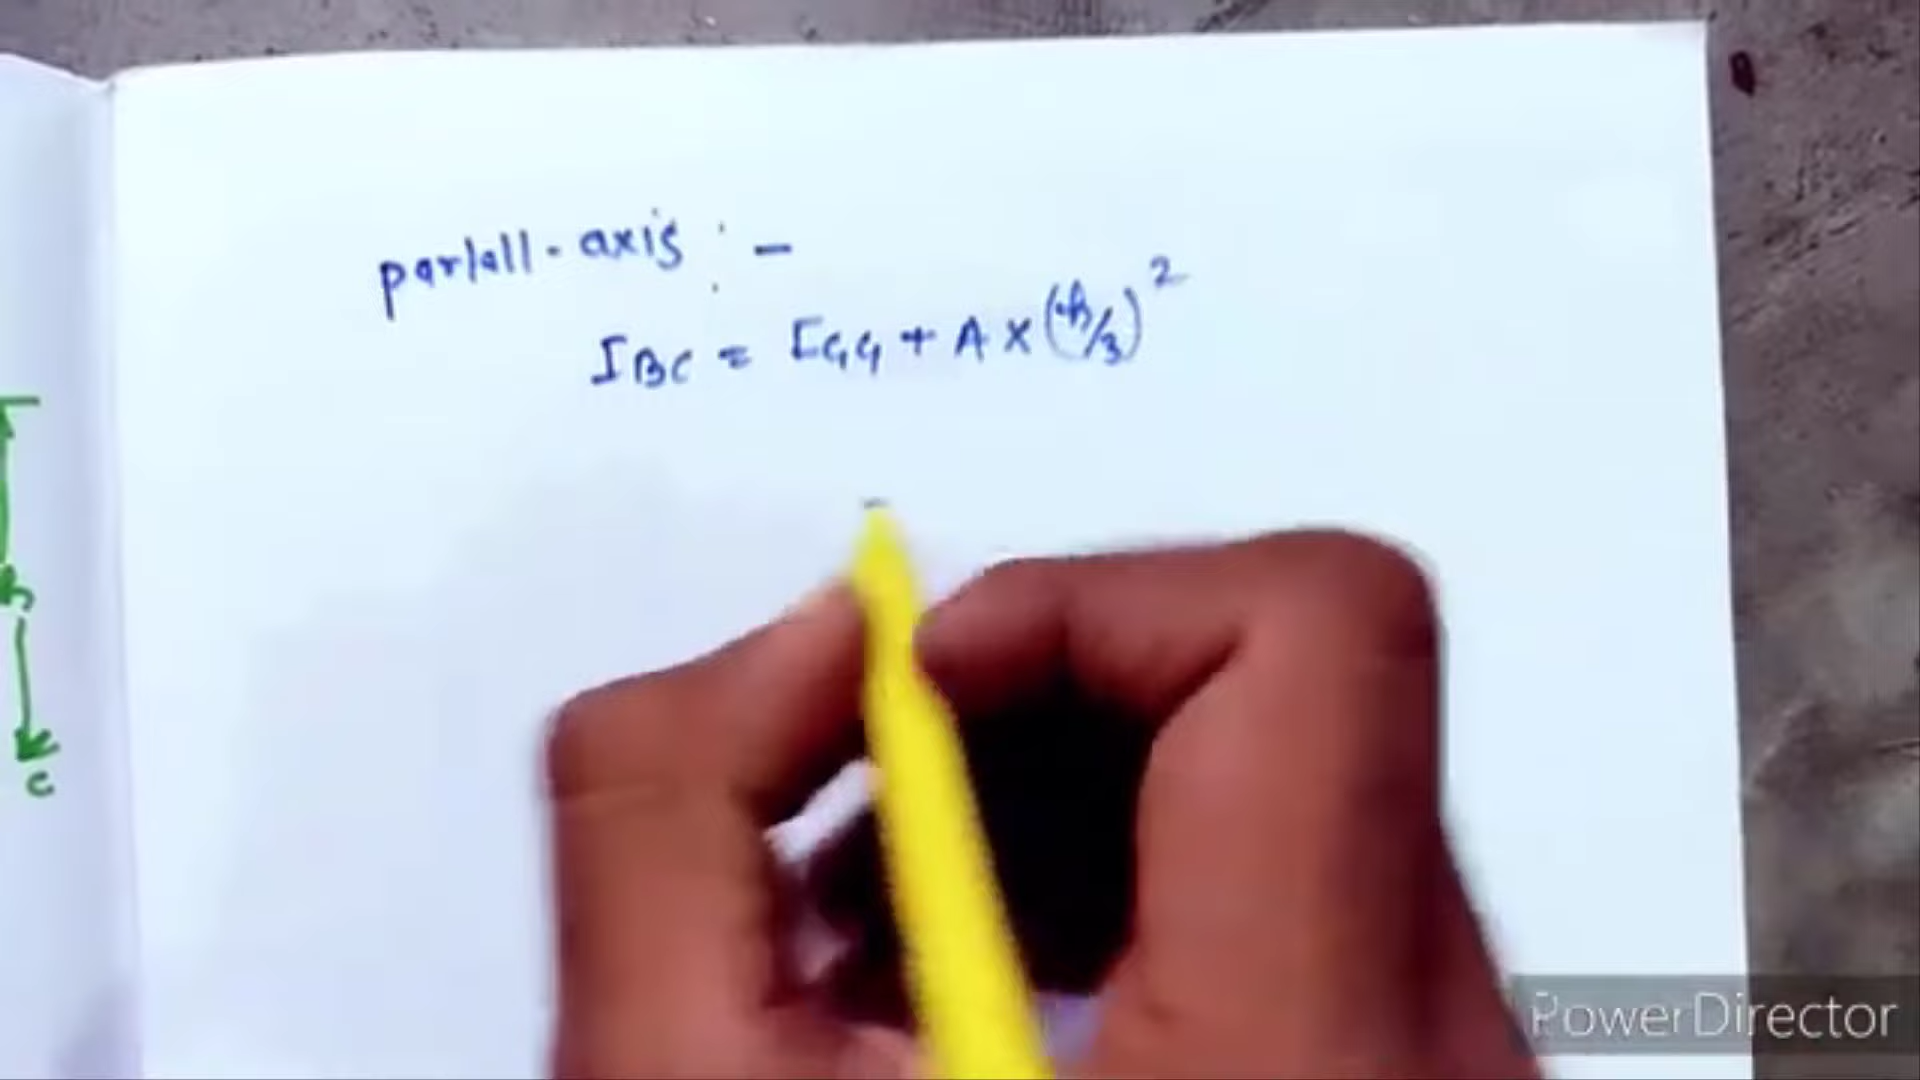 parlall-axis :-
IBC = IGG + A × (h/3)²
h
C
PowerDirector